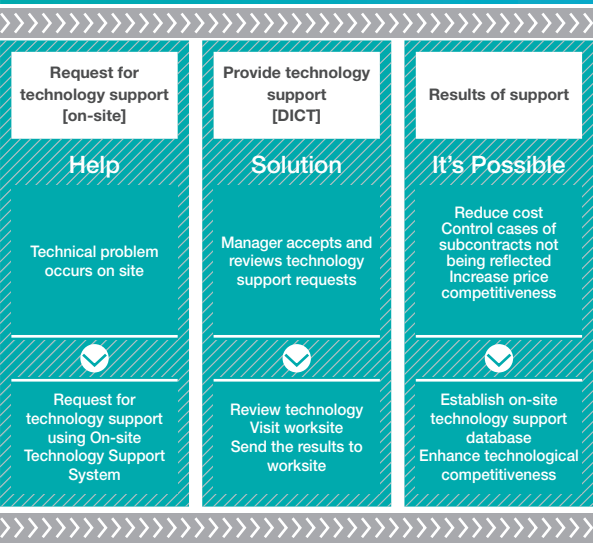 Request for
technology support
[on-site]
Help
Technical problem
occurs on site
Request for
technology support
using On-site
Technology Support
System
Provide technology
support
[DICT]
Solution
Manager accepts and
reviews technology
support requests
Review technology
Visit worksite
Send the results to
worksite
Results of support
It's Possible
Reduce cost
Control cases of
subcontracts not
being reflected
Increase price
competitiveness
Establish on-site
technology support
database
Enhance technological
competitiveness